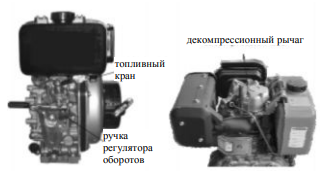 декомпрессионный рычаг
топливный
кран
ручка
регулятора
оборотов